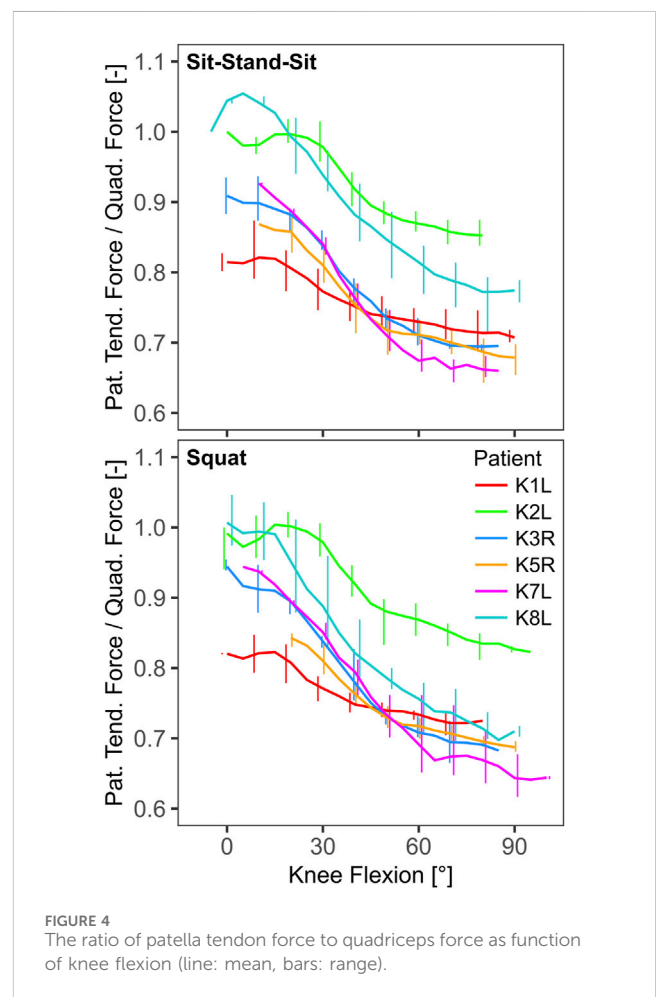 Sit-Stand-Sit
Pat. Tend. Force / Quad. Force [-]
1.1
1.0
0.9
0.8
0.7
0.6
Squat
Pat. Tend. Force / Quad. Force [-]
1.1
1.0
0.9
0.8
0.7
0.6
Patient
K1L
K2L
K3R
K5R
K7L
K8L
0 30 60 90
Knee Flexion [°]
FIGURE 4
The ratio of patella tendon force to quadriceps force as function
of knee flexion (line: mean, bars: range).